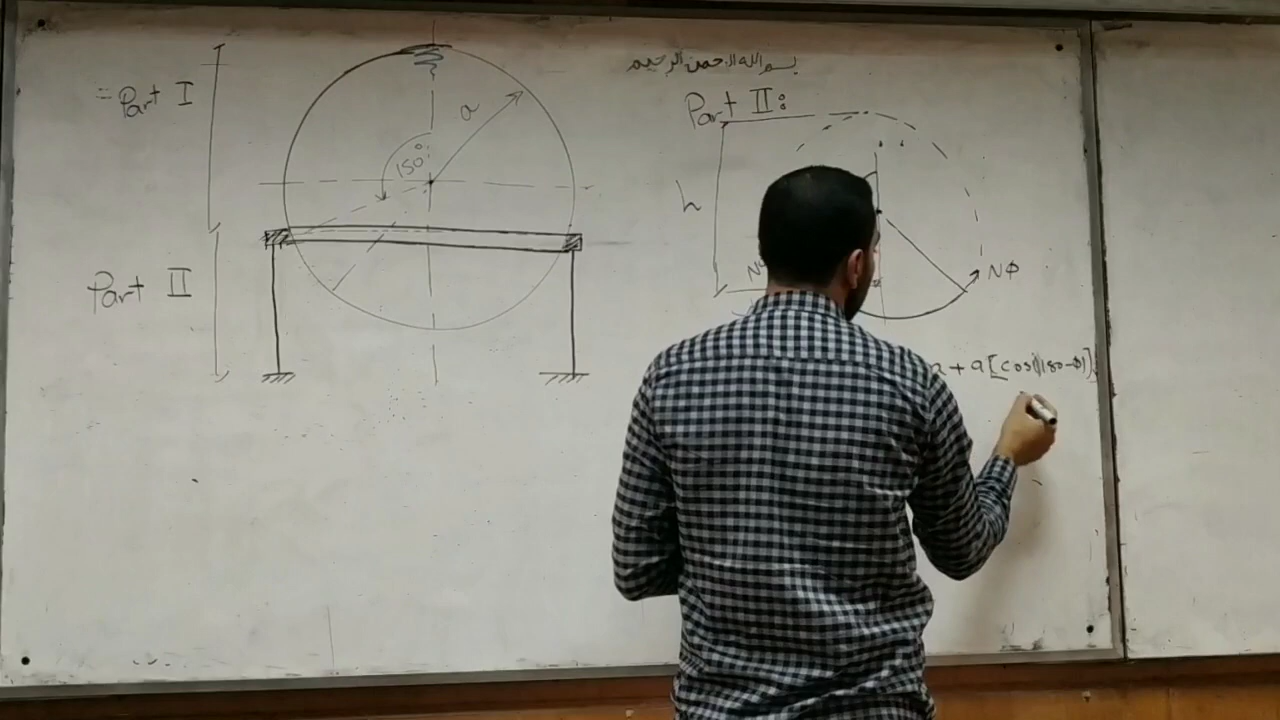 = Part I
a
150°
Part II
بسم الله الرحمن الرحيم
Part II:
h
Nφ
a + a [cos(180-φ)]